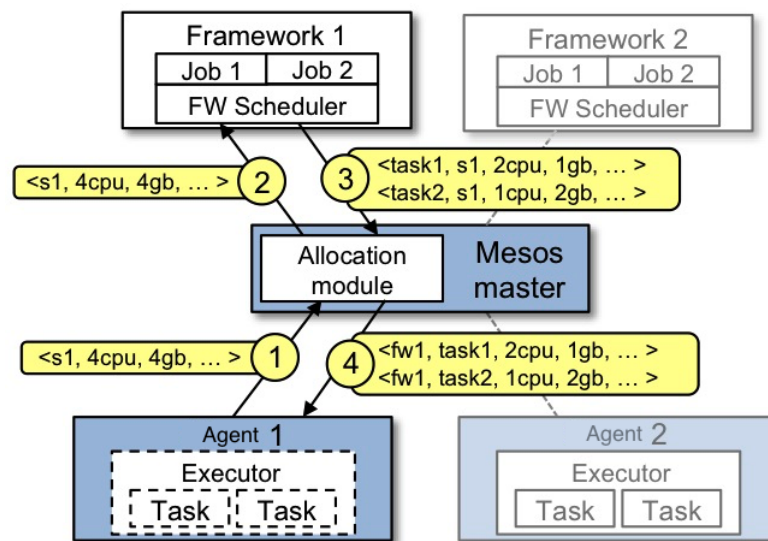 Framework 1
Job 1 Job 2
FW Scheduler
Framework 2
Job 1 Job 2
FW Scheduler
<s1, 4cpu, 4gb, … >
2
3
<task1, s1, 2cpu, 1gb, … >
<task2, s1, 1cpu, 2gb, … >
Allocation
module
Mesos
master
<s1, 4cpu, 4gb, … >
1
4
<fw1, task1, 2cpu, 1gb, … >
<fw1, task2, 1cpu, 2gb, … >
Agent 1
Executor
Task Task
Agent 2
Executor
Task Task